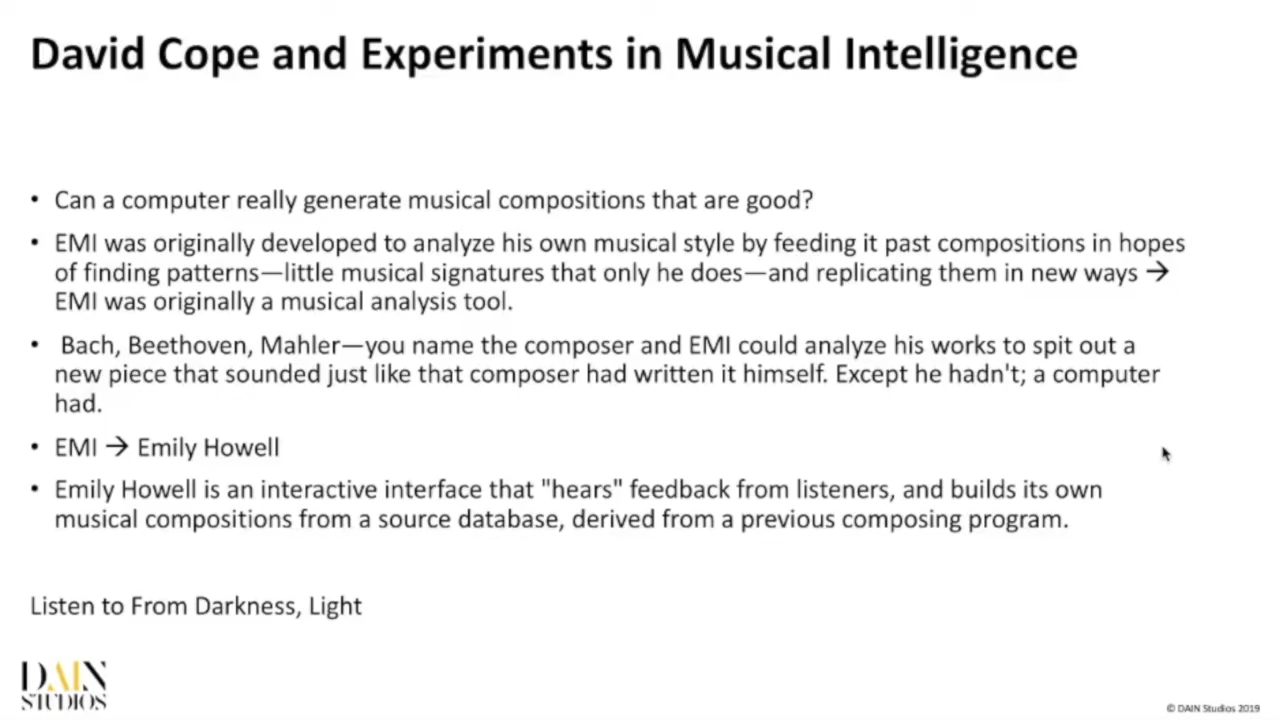 David Cope and Experiments in Musical Intelligence
• Can a computer really generate musical compositions that are good?
• EMI was originally developed to analyze his own musical style by feeding it past compositions in hopes
of finding patterns—little musical signatures that only he does—and replicating them in new ways →
EMI was originally a musical analysis tool.
• Bach, Beethoven, Mahler—you name the composer and EMI could analyze his works to spit out a
new piece that sounded just like that composer had written it himself. Except he hadn't; a computer
had.
• EMI → Emily Howell
• Emily Howell is an interactive interface that "hears" feedback from listeners, and builds its own
musical compositions from a source database, derived from a previous composing program.
Listen to From Darkness, Light
DAIN
STUDIOS
© DAIN Studios 2019